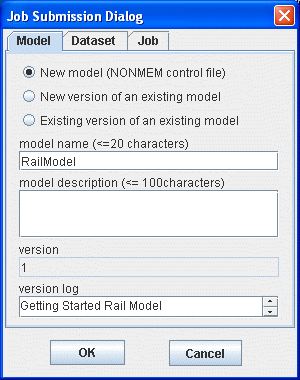 Job Submission Dialog
Model Dataset Job
New model (NONMEM control file)
New version of an existing model
Existing version of an existing model
model name (<=20 characters)
RailModel
model description (<= 100characters)
version
1
version log
Getting Started Rail Model
OK Cancel